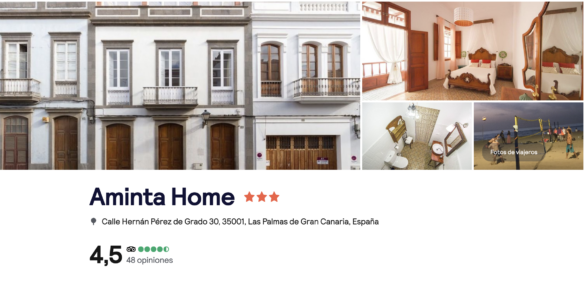 Fotos de viajeros
Aminta Home
Calle Hernán Pérez de Grado 30, 35001, Las Palmas de Gran Canaria, España
4,5
48 opiniones